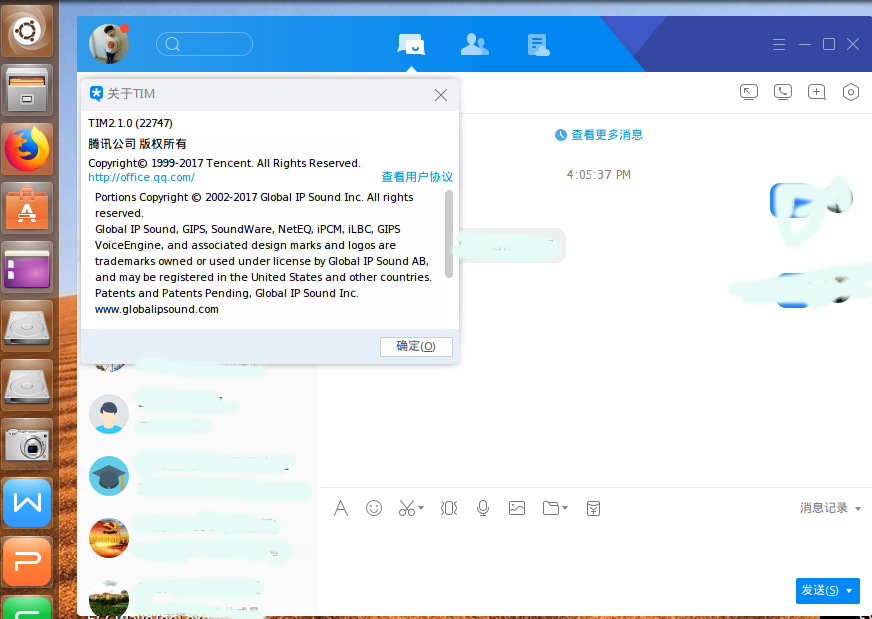 关于TIM
TIM2.1.0 (22747)
腾讯公司 版权所有
Copyright© 1999-2017 Tencent. All Rights Reserved.
http://office.qq.com/
查看用户协议
Portions Copyright © 2002-2017 Global IP Sound Inc. All rights
reserved.
Global IP Sound, GIPS, SoundWare, NetEQ, iPCM, iLBC, GIPS
VoiceEngine, and associated design marks and logos are
trademarks owned or used under license by Global IP Sound AB,
and may be registered in the United States and other countries.
Patents and Patents Pending, Global IP Sound Inc.
www.globalipsound.com
确定(O)
查看更多消息
4:05:37 PM
消息记录
发送(S)